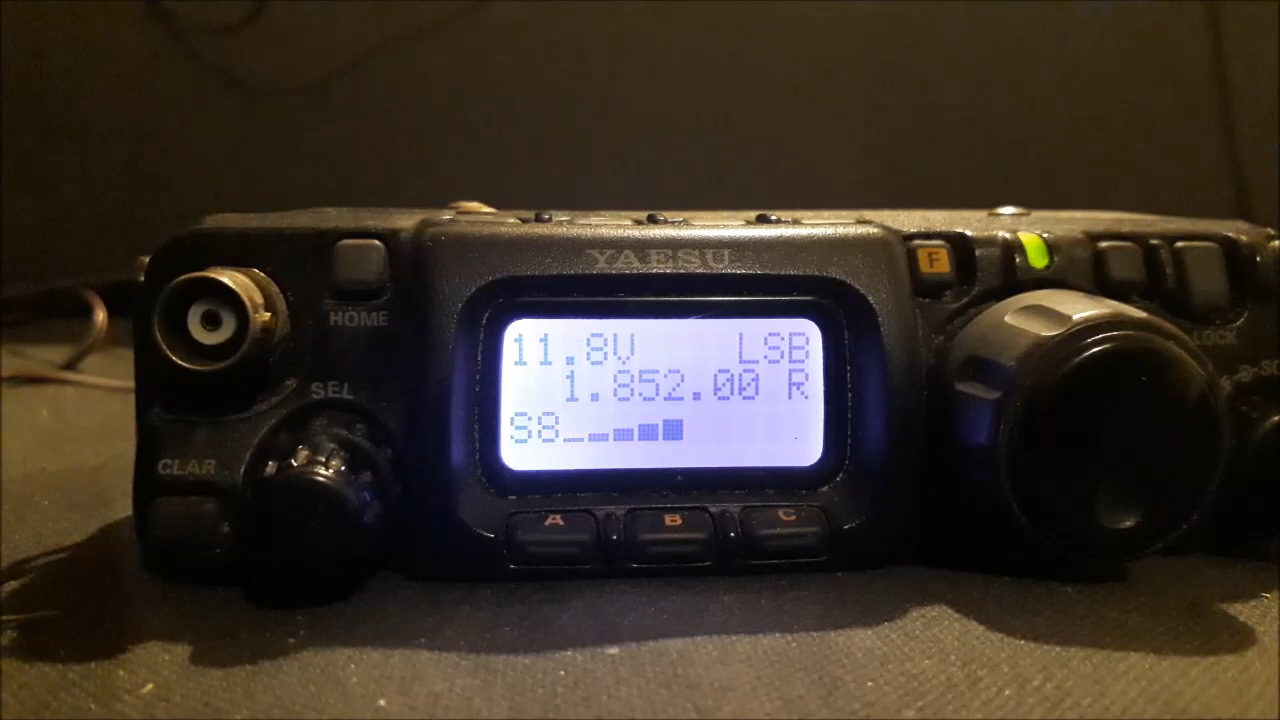 YAESU
F
HOME
LOCK
11.8V LSB
1.852.00 R
S8
SEL
CLAR
A B C